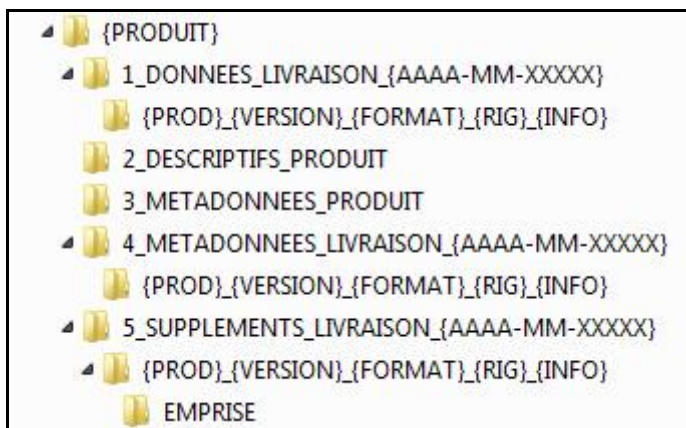 {PRODUIT}
1_DONNEES_LIVRAISON_{AAAA-MM-XXXXX}
{PROD}_{VERSION}_{FORMAT}_{RIG}_{INFO}
2_DESCRIPTIFS_PRODUIT
3_METADONNEES_PRODUIT
4_METADONNEES_LIVRAISON_{AAAA-MM-XXXXX}
{PROD}_{VERSION}_{FORMAT}_{RIG}_{INFO}
5_SUPPLEMENTS_LIVRAISON_{AAAA-MM-XXXXX}
{PROD}_{VERSION}_{FORMAT}_{RIG}_{INFO}
EMPRISE